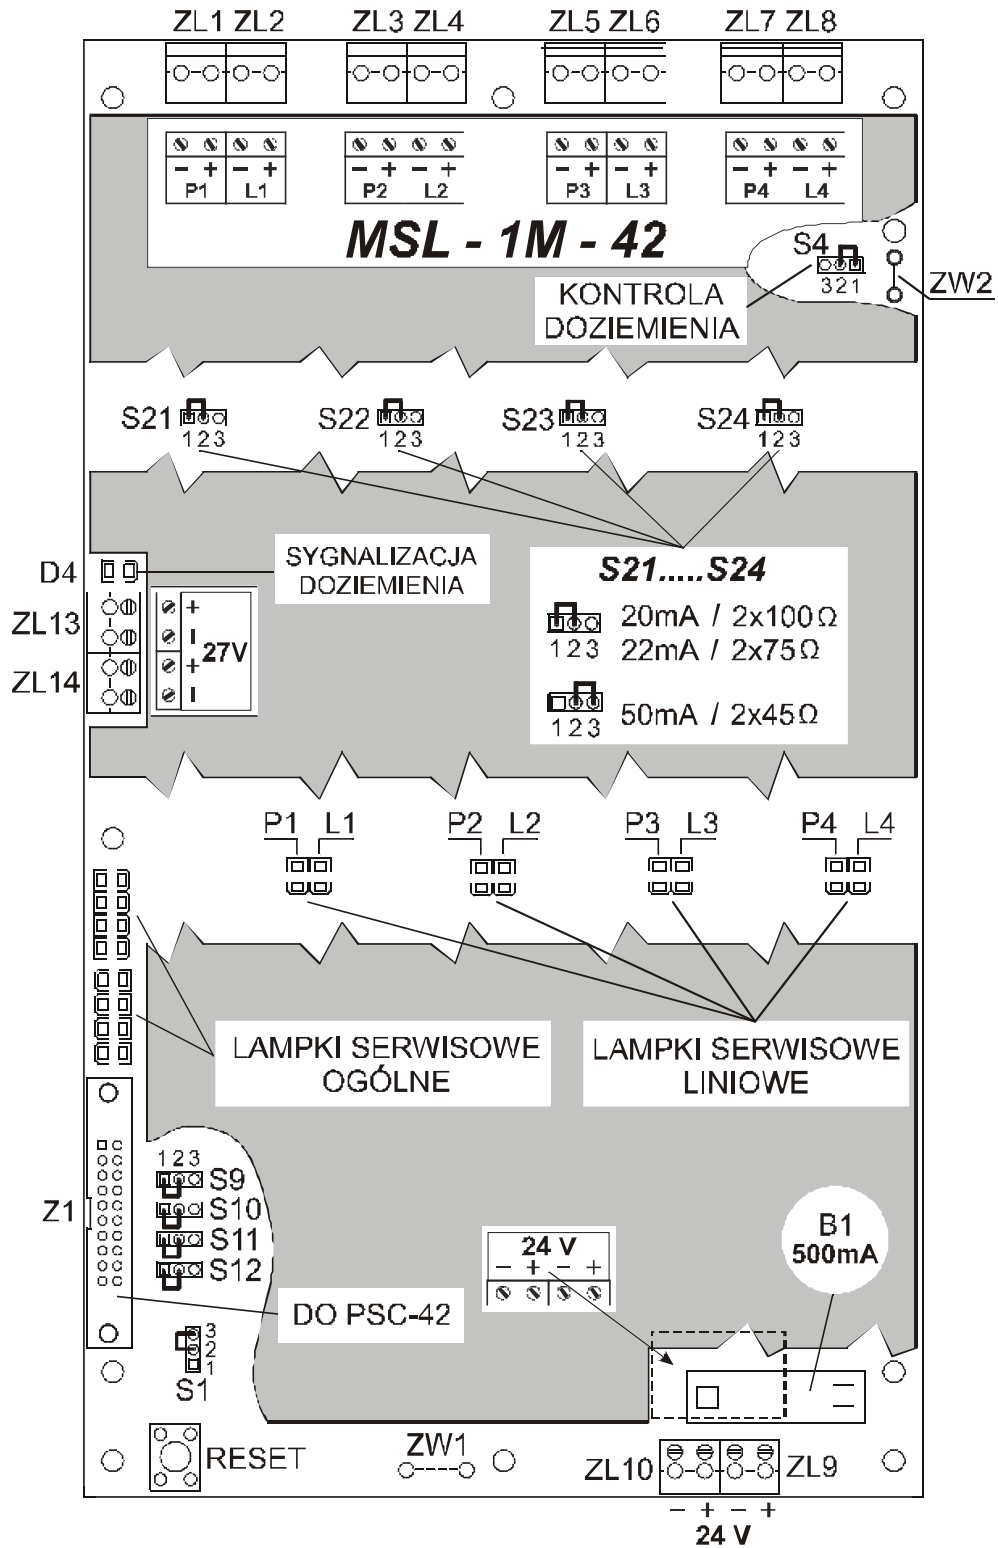 ZL1 ZL2 ZL3 ZL4 ZL5 ZL6 ZL7 ZL8
− + − + − + − + − + − + − + − +
P1 L1 P2 L2 P3 L3 P4 L4
MSL - 1M - 42
S4
321
ZW2
KONTROLA
DOZIEMIENIA
S21 S22 S23 S24
123 123 123 123
D4
SYGNALIZACJA
DOZIEMIENIA
S21.....S24
ZL13
+
−
27V
20mA / 2x100Ω
123
22mA / 2x75Ω
ZL14
+
−
123
50mA / 2x45Ω
P1 L1 P2 L2 P3 L3 P4 L4
LAMPKI SERWISOWE
OGÓLNE
LAMPKI SERWISOWE
LINIOWE
123
S9
S10
S11
S12
Z1
B1
500mA
24 V
− + − +
DO PSC-42
3
2
1
S1
RESET
ZW1
ZL10 ZL9
− + − +
24 V